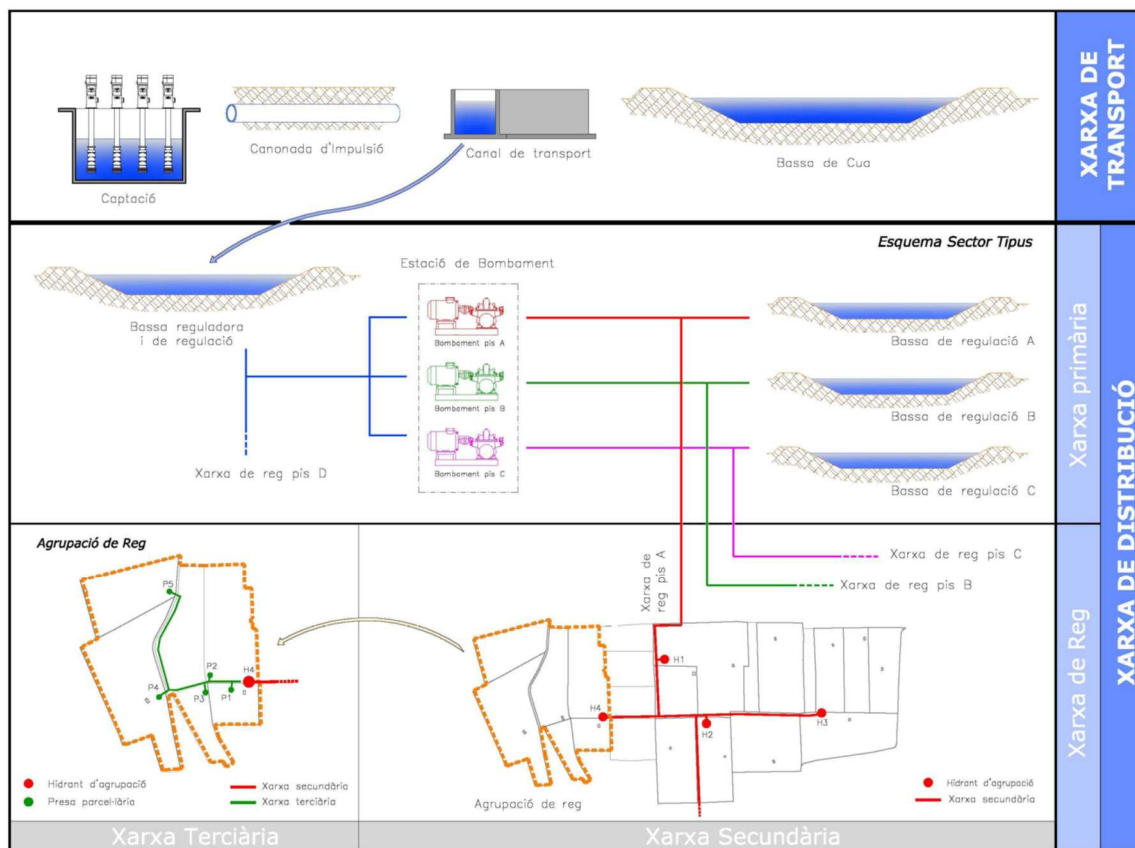 XARXA DE
TRANSPORT
Captació
Canonada d'Impulsió
Canal de transport
Bassa de Cua
Esquema Sector Tipus
Bassa reguladora
i de regulació
Estació de Bombament
Bombament pis A
Bombament pis B
Bombament pis C
Bassa de regulació A
Bassa de regulació B
Bassa de regulació C
Xarxa de reg pis D
Xarxa primària
XARXA DE DISTRIBUCIÓ
Agrupació de Reg
P5
P4
P3
P2
P1
H4
Hidrant d'agrupació
Presa parcel·lària
Xarxa secundària
Xarxa terciària
Xarxa de
reg pis A
Xarxa de reg pis C
Xarxa de reg pis B
H1
H4
H2
H3
Agrupació de reg
Hidrant d'agrupació
Xarxa secundària
Xarxa de Reg
Xarxa Terciària
Xarxa Secundària